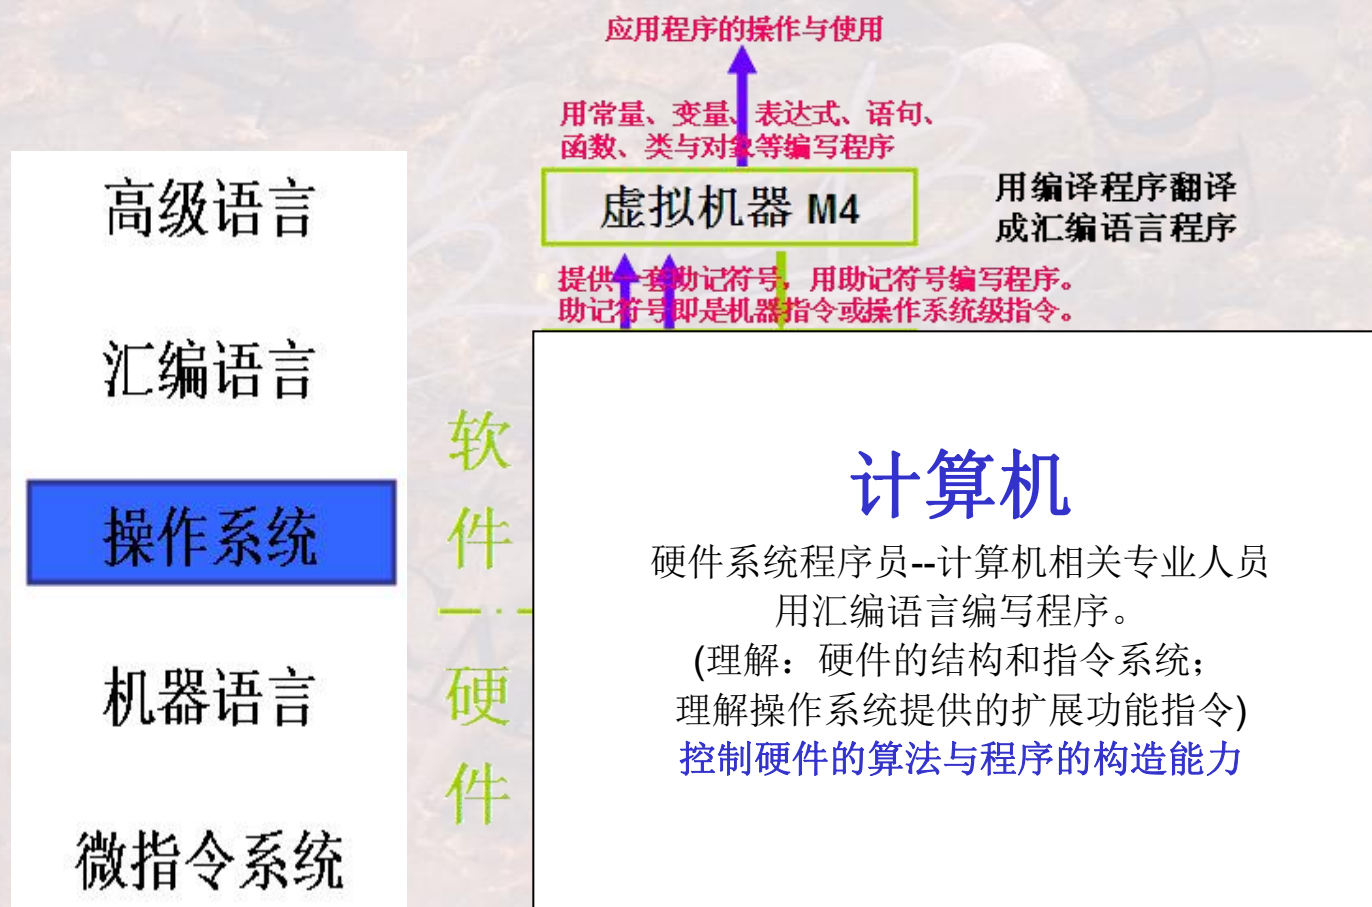 应用程序的操作与使用
用常量、变量、表达式、语句、
函数、类与对象等编写程序
高级语言
虚拟机器 M4
用编译程序翻译
成汇编语言程序
提供一套助记符号，用助记符号编写程序。
助记符号即是机器指令或操作系统级指令。
汇编语言
软
件
操作系统
计算机
硬件系统程序员--计算机相关专业人员
用汇编语言编写程序。
(理解：硬件的结构和指令系统；
理解操作系统提供的扩展功能指令)
控制硬件的算法与程序的构造能力
机器语言
硬
件
微指令系统